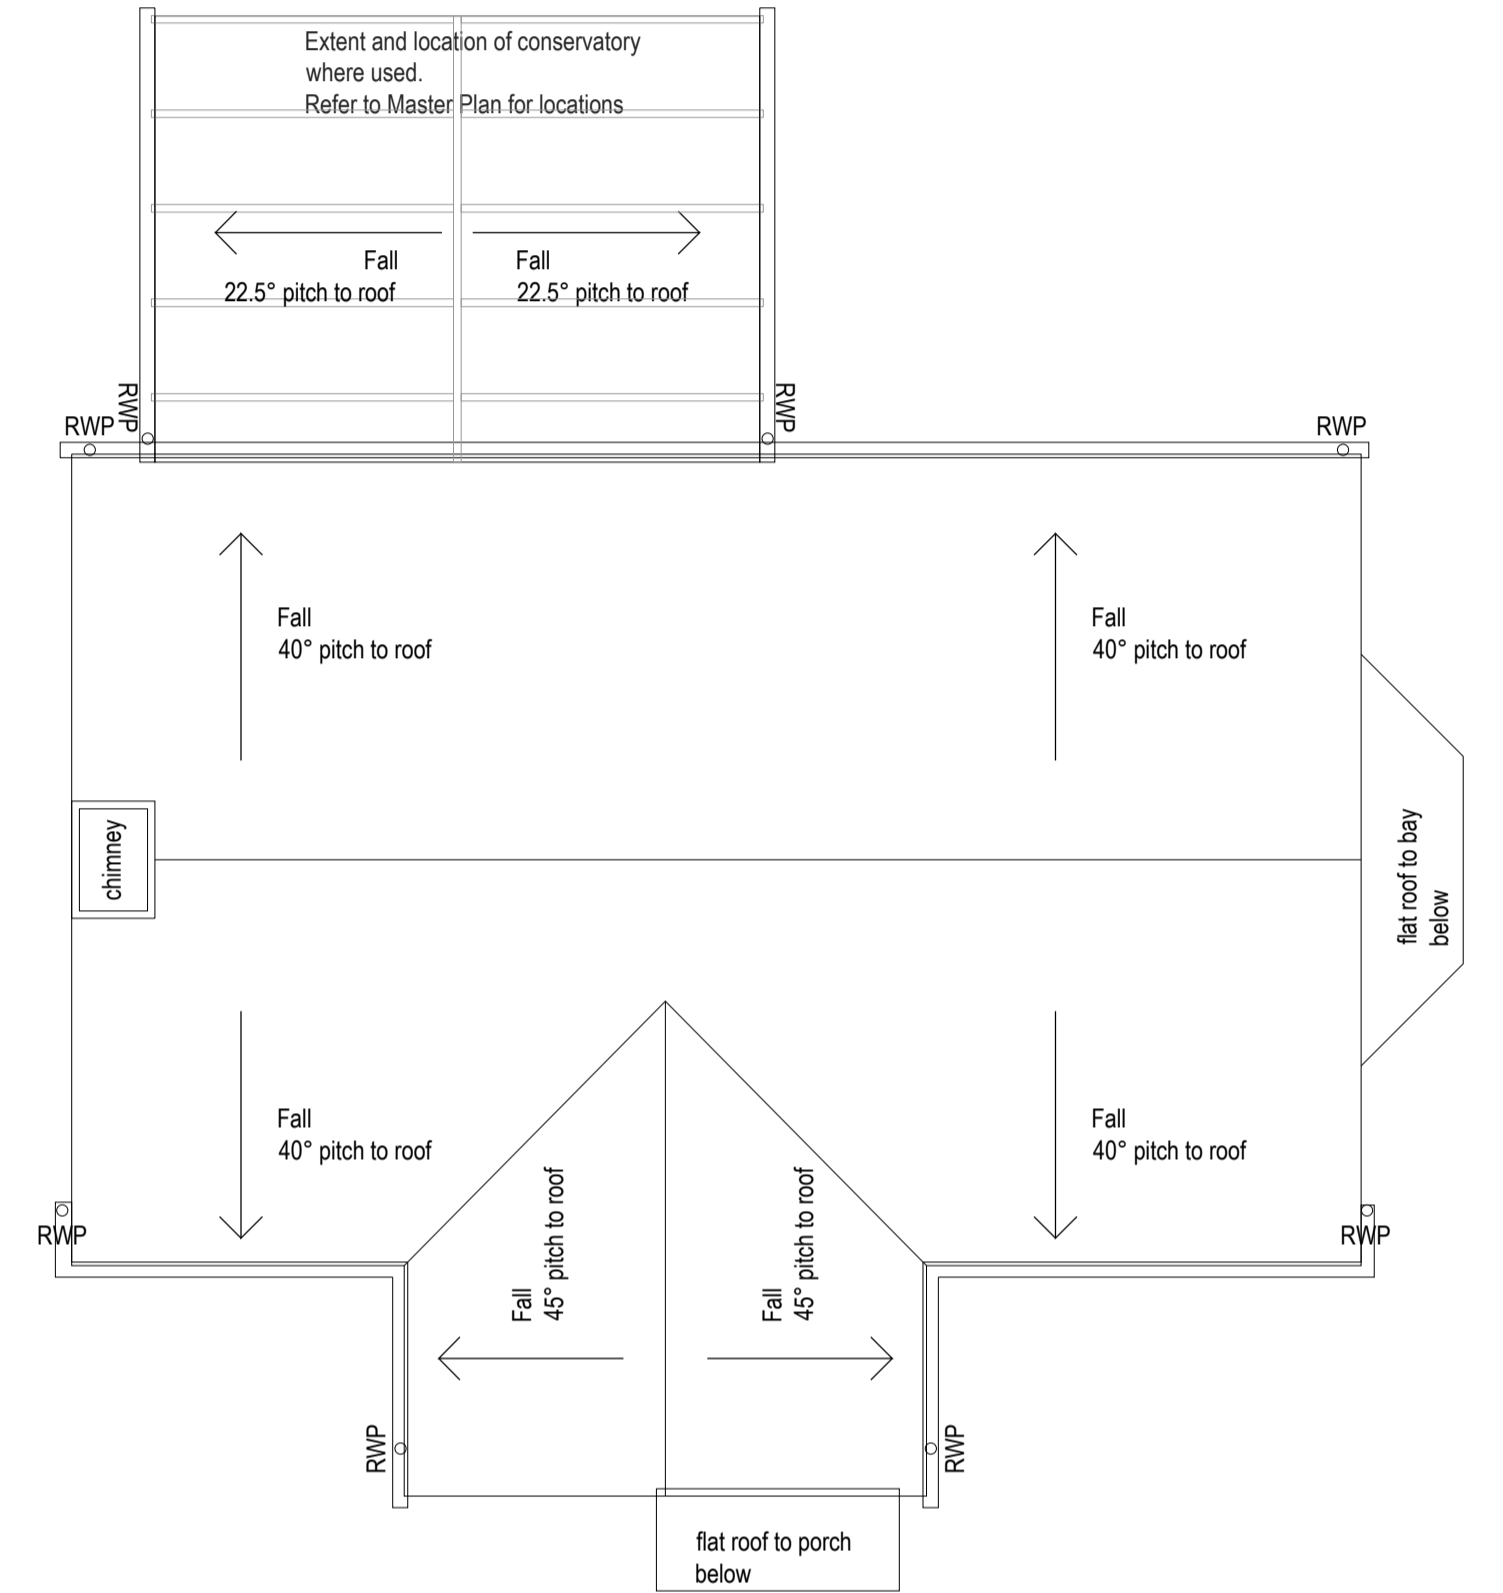 Extent and location of conservatory
where used.
Refer to Master Plan for locations
Fall
22.5° pitch to roof
Fall
22.5° pitch to roof
RWP
RWP
RWP
RWP
Fall
40° pitch to roof
Fall
40° pitch to roof
chimney
flat roof to bay
below
Fall
40° pitch to roof
Fall
40° pitch to roof
Fall
45° pitch to roof
Fall
45° pitch to roof
RWP
RWP
RWP
RWP
flat roof to porch
below